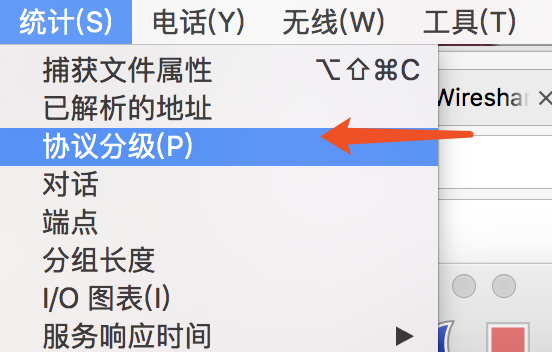 统计(S) 电话(Y) 无线(W) 工具(T)
捕获文件属性 ⌥⇧⌘C
已解析的地址
协议分级(P)
对话
端点
分组长度
I/O 图表(I)
服务响应时间